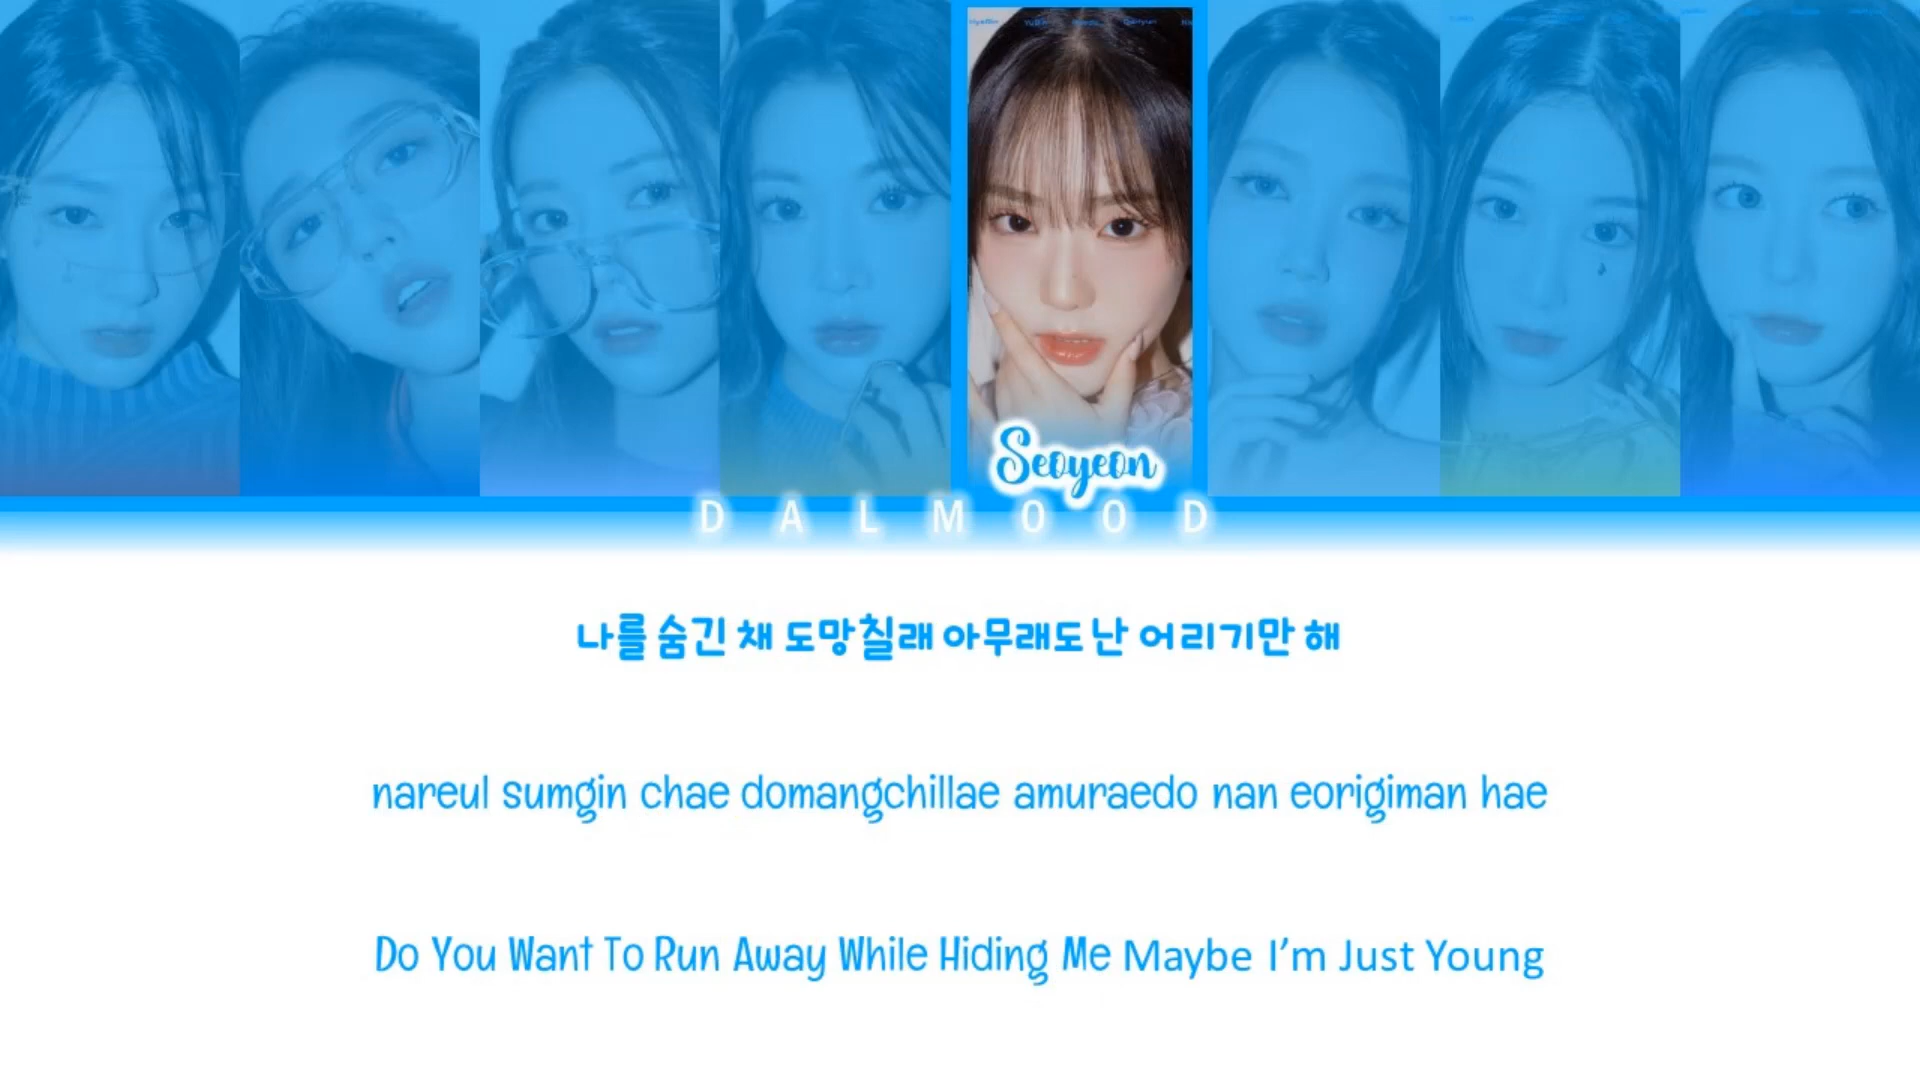 Seoyeon
DALMOOD
나를 숨긴 채 도망칠래 아무래도 난 어리기만 해
nareul sumgin chae domangchillae amuraedo nan eorigiman hae
Do You Want To Run Away While Hiding Me Maybe I'm Just Young